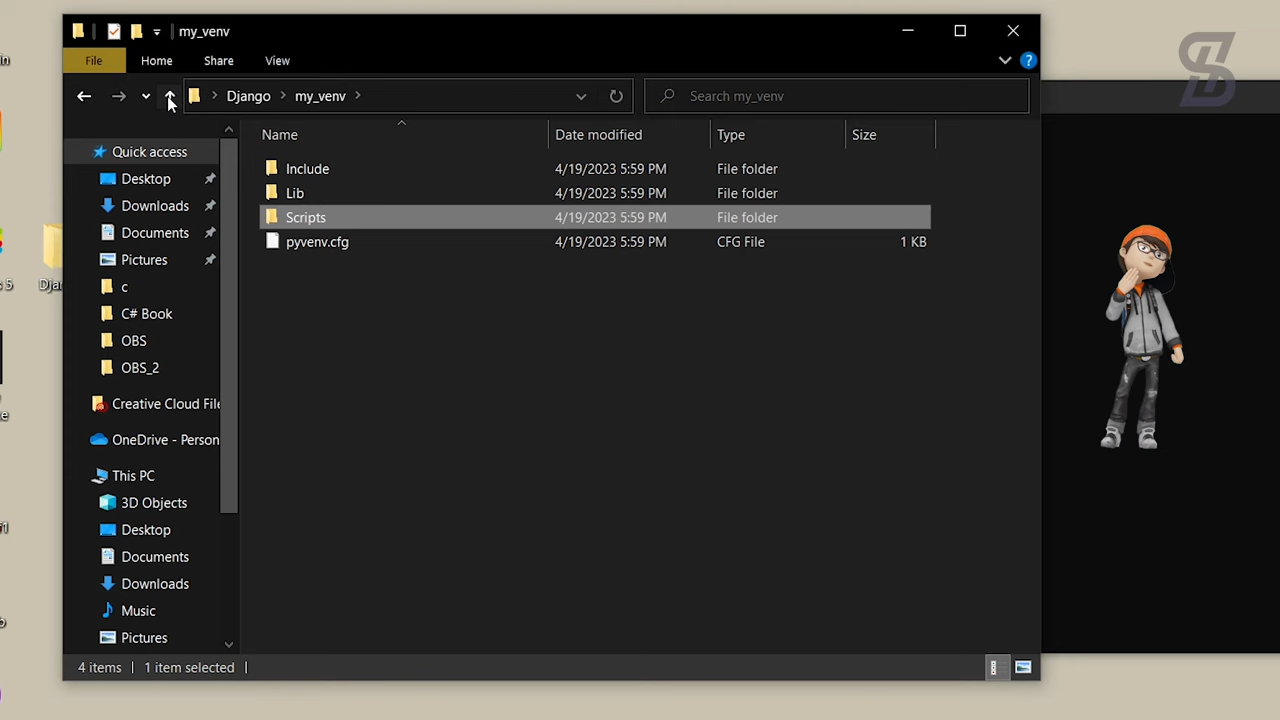 my_venv
File Home Share View
Django my_venv Search my_venv
Name Date modified Type Size
Quick access
Desktop
Downloads
Documents
Pictures
c
C# Book
OBS
OBS_2
Creative Cloud File
OneDrive - Person
This PC
3D Objects
Desktop
Documents
Downloads
Music
Pictures
Include 4/19/2023 5:59 PM File folder
Lib 4/19/2023 5:59 PM File folder
Scripts 4/19/2023 5:59 PM File folder
pyvenv.cfg 4/19/2023 5:59 PM CFG File 1 KB
4 items 1 item selected